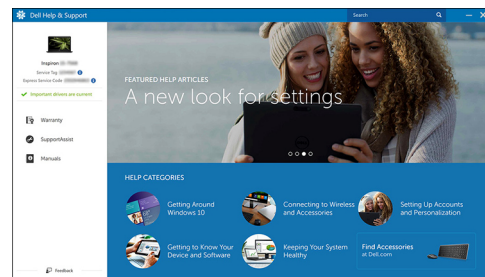 Dell Help & Support
Search
Inspiron
Service Tag
Express Service Code
Important drivers are current
Warranty
SupportAssist
Manuals
Feedback
FEATURED HELP ARTICLES
A new look for settings
HELP CATEGORIES
Getting Around
Windows 10
Connecting to Wireless
and Accessories
Setting Up Accounts
and Personalization
Getting to Know Your
Device and Software
Keeping Your System
Healthy
Find Accessories
at Dell.com